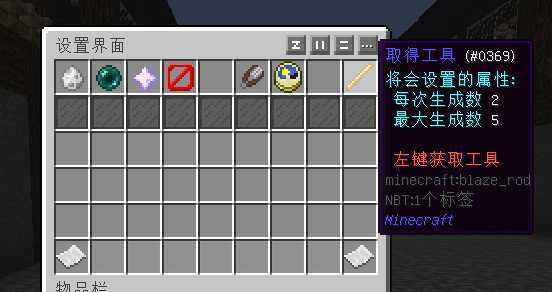 设置界面
取得工具 (#0369)
将会设置的属性:
每次生成数 2
最大生成数 5
左键获取工具
minecraft:blaze_rod
NBT:1个标签
Minecraft
物品栏